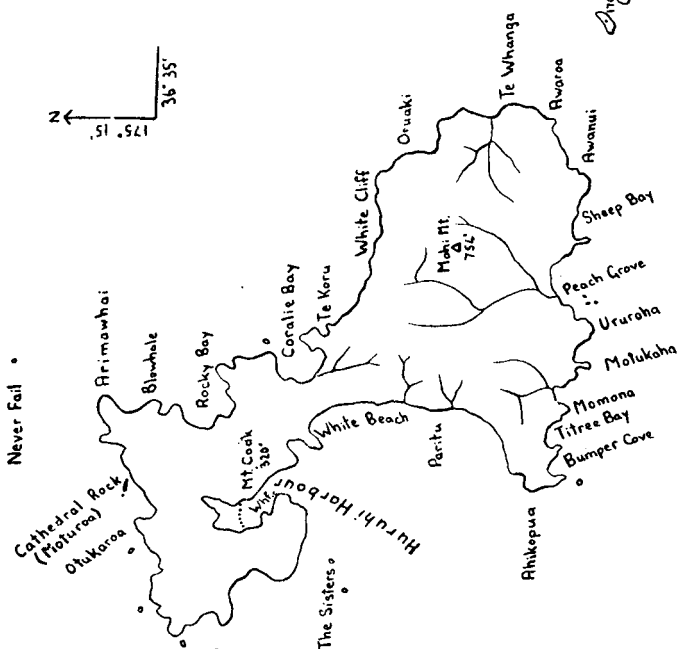 N
175° 15'
36° 35'
Never Fail
Arimawhai
Blowhole
Rocky Bay
Coralie Bay
Te Koru
White Cliff
Oruaki
Te Whanga
Awaroa
Awanui
Sheep Bay
Peach Grove
Ururoha
Motukaha
Momona
Titree Bay
Bumper Cove
Ahikopua
Paritu
White Beach
Huruhi Harbour
Mohi Mt.
754'
Mt. Cook
320'
Whf.
Cathedral Rock
(Moturoa)
Otukaroa
The Sisters